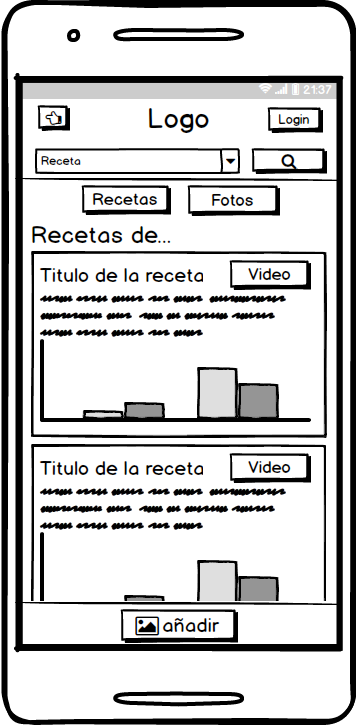 21:37
Logo
Login
Receta
Recetas
Fotos
Recetas de...
Titulo de la receta
Video
Titulo de la receta
Video
añadir